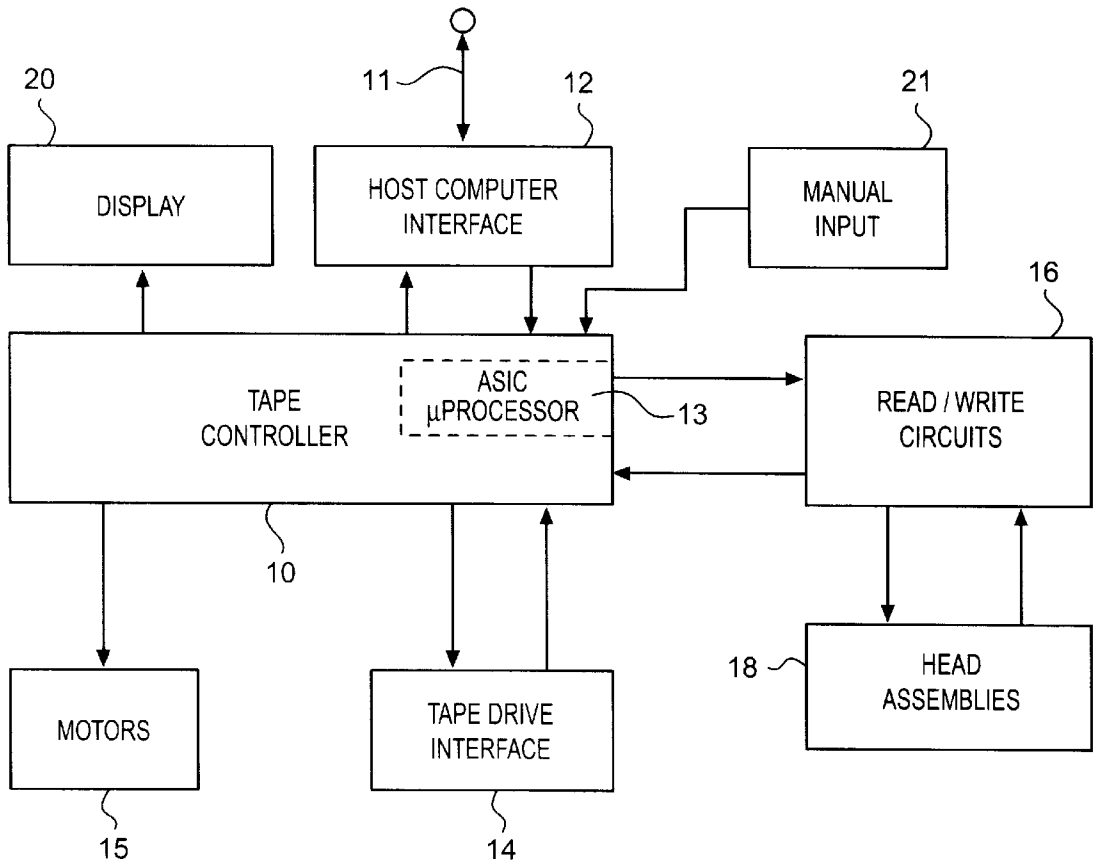 20
11
12
21
DISPLAY
HOST COMPUTER
INTERFACE
MANUAL
INPUT
16
TAPE
CONTROLLER
ASIC
μPROCESSOR
13
READ / WRITE
CIRCUITS
10
18
HEAD
ASSEMBLIES
MOTORS
TAPE DRIVE
INTERFACE
15
14